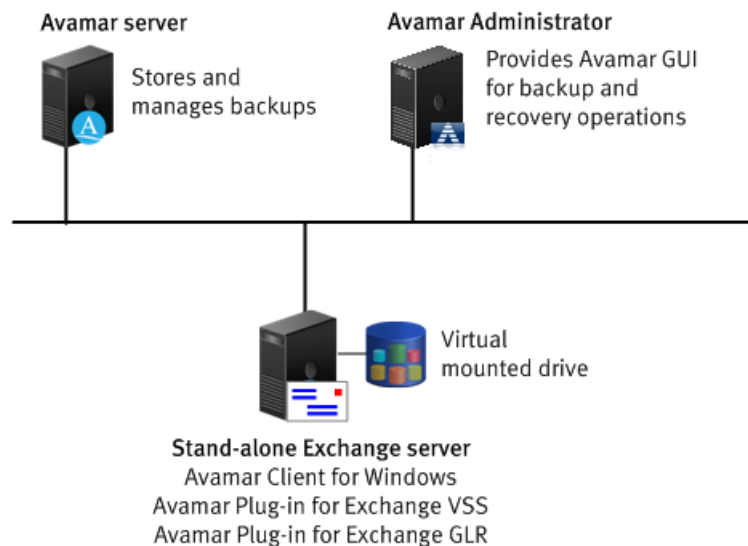 Avamar server
Stores and
manages backups
A
Avamar Administrator
Provides Avamar GUI
for backup and
recovery operations
Virtual
mounted drive
Stand-alone Exchange server
Avamar Client for Windows
Avamar Plug-in for Exchange VSS
Avamar Plug-in for Exchange GLR